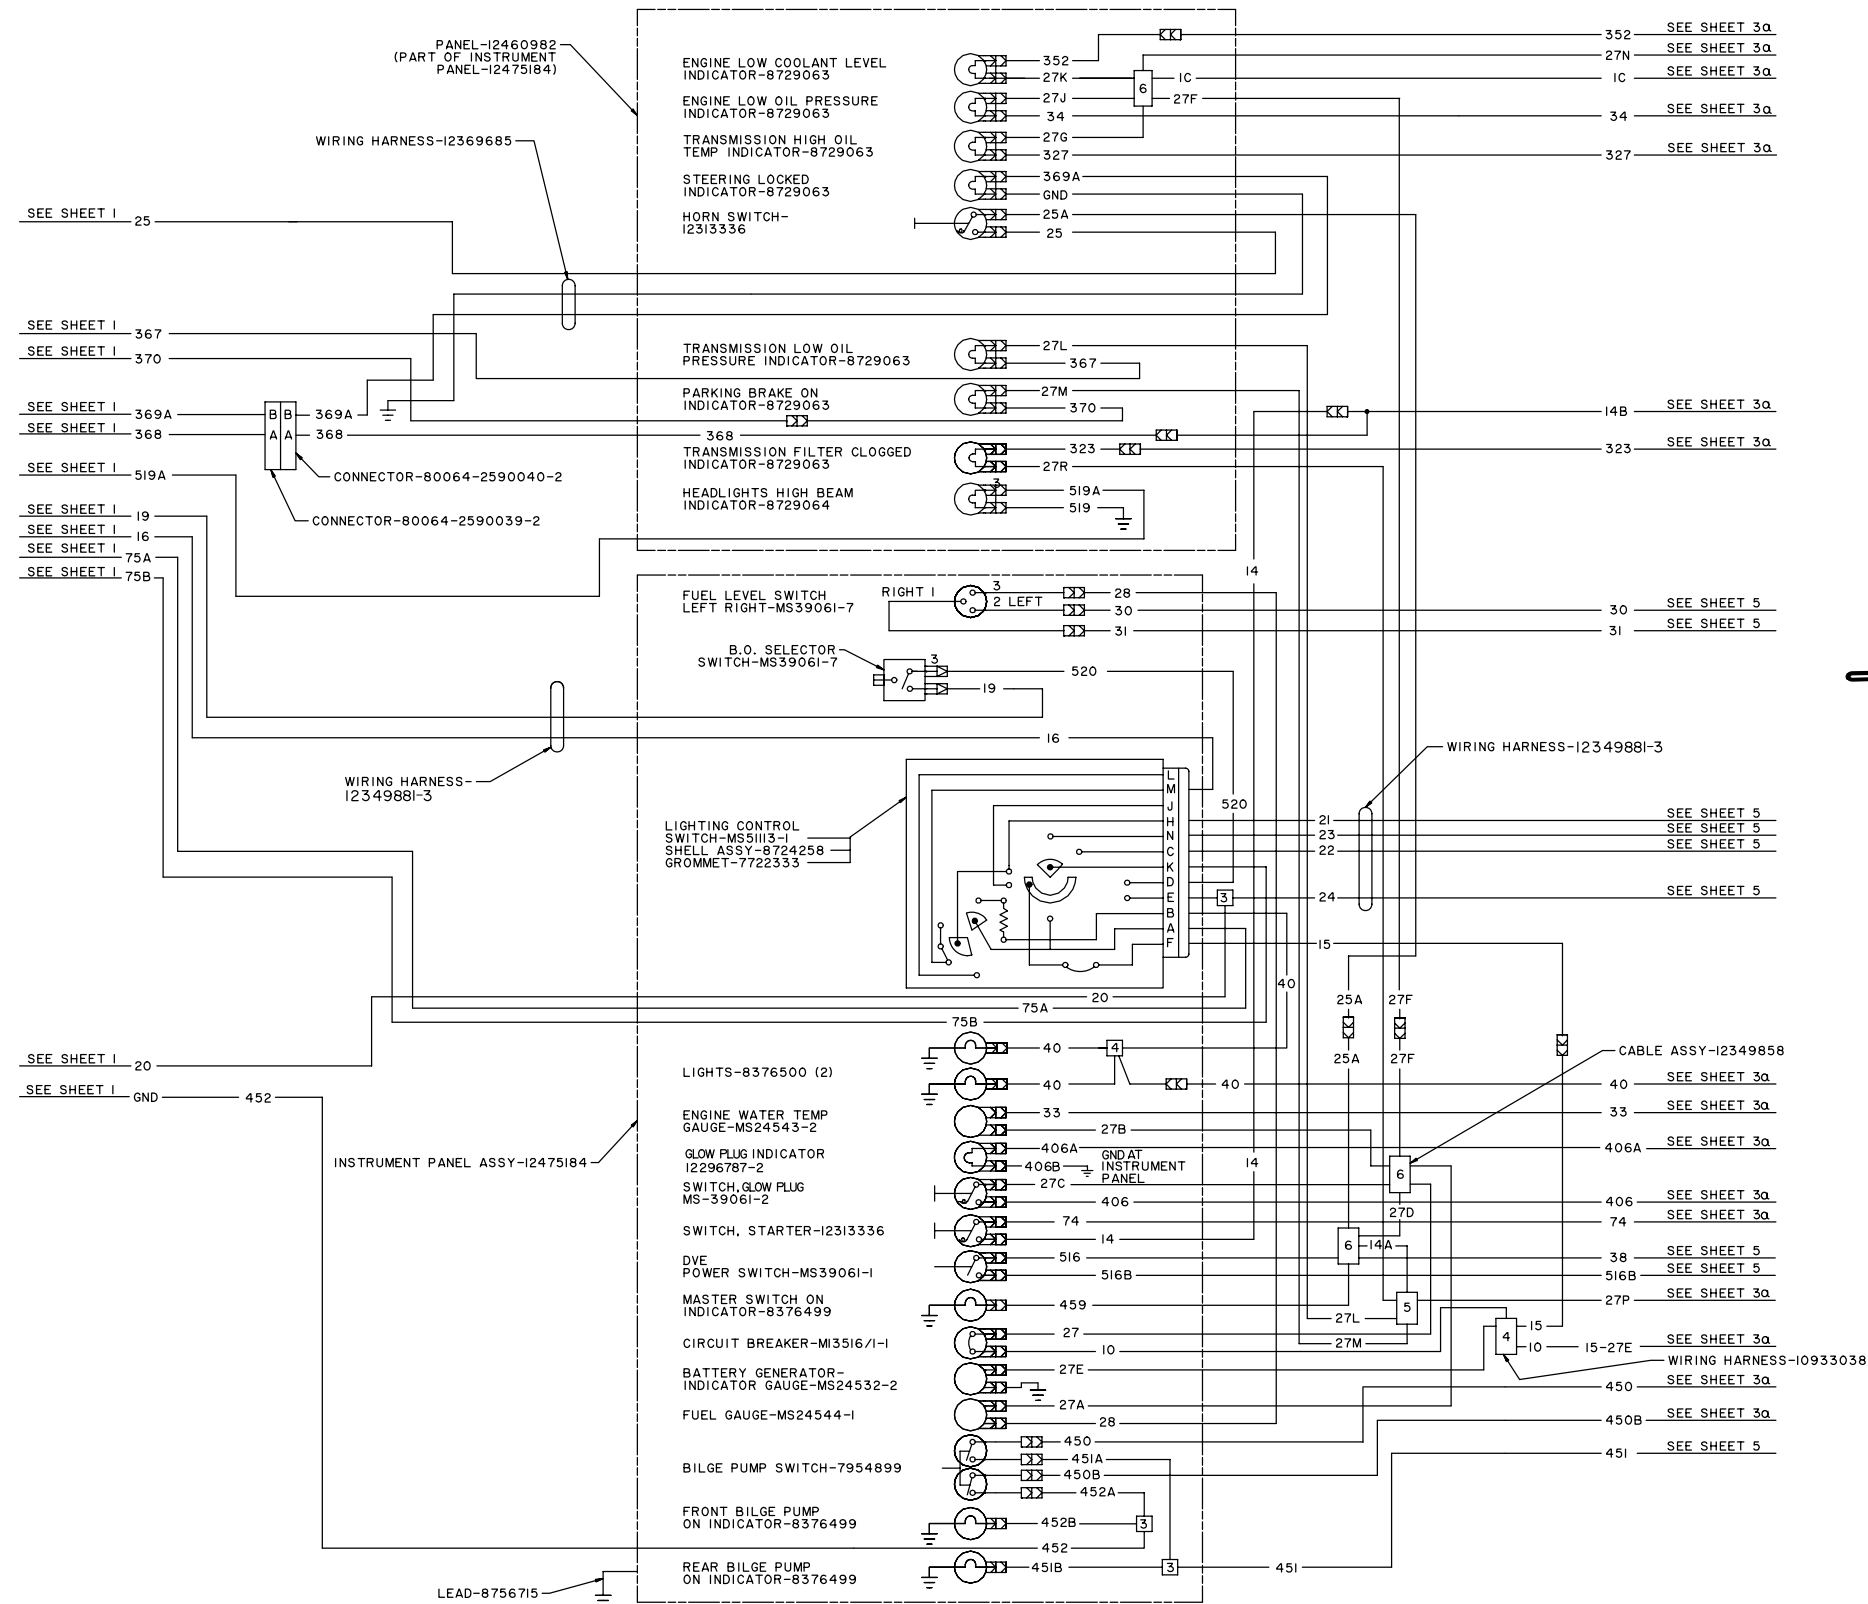 PANEL-12460982
(PART OF INSTRUMENT
PANEL-12475184)
WIRING HARNESS-12369685
ENGINE LOW COOLANT LEVEL
INDICATOR-8729063
352
27K
6
1C
352 SEE SHEET 3a
27N SEE SHEET 3a
1C SEE SHEET 3a
ENGINE LOW OIL PRESSURE
INDICATOR-8729063
27J
27F
34
34 SEE SHEET 3a
TRANSMISSION HIGH OIL
TEMP INDICATOR-8729063
27G
327
327 SEE SHEET 3a
STEERING LOCKED
INDICATOR-8729063
369A
GND
HORN SWITCH-
12313336
25A
25
SEE SHEET 1 25
SEE SHEET 1 367
SEE SHEET 1 370
SEE SHEET 1 369A
SEE SHEET 1 368
B B
A A
369A
368
SEE SHEET 1 519A
CONNECTOR-80064-2590040-2
CONNECTOR-80064-2590039-2
SEE SHEET 1 19
SEE SHEET 1 16
SEE SHEET 1 75A
SEE SHEET 1 75B
TRANSMISSION LOW OIL
PRESSURE INDICATOR-8729063
27L
367
PARKING BRAKE ON
INDICATOR-8729063
27M
370
14B SEE SHEET 3a
368
TRANSMISSION FILTER CLOGGED
INDICATOR-8729063
323
27R
323 SEE SHEET 3a
HEADLIGHTS HIGH BEAM
INDICATOR-8729064
3
519A
519
14
FUEL LEVEL SWITCH
LEFT RIGHT-MS39061-7
RIGHT 1
3
2 LEFT
28
30
31
30 SEE SHEET 5
31 SEE SHEET 5
B.O. SELECTOR
SWITCH-MS39061-7
3
520
19
16
WIRING HARNESS-
12349881-3
WIRING HARNESS-12349881-3
LIGHTING CONTROL
SWITCH-MS51113-1
SHELL ASSY-8724258
GROMMET-7722333
L
M
J
H
N
C
K
D
E
B
A
F
520
21 SEE SHEET 5
23 SEE SHEET 5
22 SEE SHEET 5
3
24 SEE SHEET 5
15
40
20
75A
75B
25A
27F
25A
27F
SEE SHEET 1 20
SEE SHEET 1 GND 452
CABLE ASSY-12349858
LIGHTS-8376500 (2)
40
4
40
40
40 SEE SHEET 3a
ENGINE WATER TEMP
GAUGE-MS24543-2
33
27B
33 SEE SHEET 3a
INSTRUMENT PANEL ASSY-12475184
GLOW PLUG INDICATOR
12296787-2
406A
406B
GND AT
INSTRUMENT
PANEL
14
6
406A SEE SHEET 3a
SWITCH, GLOW PLUG
MS-39061-2
27C
406
406 SEE SHEET 3a
27D
SWITCH, STARTER-12313336
74
14
74 SEE SHEET 3a
6
14A
DVE
POWER SWITCH-MS39061-1
516
516B
38 SEE SHEET 5
516B SEE SHEET 5
MASTER SWITCH ON
INDICATOR-8376499
459
5
27P SEE SHEET 3a
27L
CIRCUIT BREAKER-M13516/1-1
27
10
27M
4
15
10
15-27E SEE SHEET 3a
WIRING HARNESS-10933038
BATTERY GENERATOR-
INDICATOR GAUGE-MS24532-2
27E
450 SEE SHEET 3a
FUEL GAUGE-MS24544-1
27A
28
450B SEE SHEET 3a
BILGE PUMP SWITCH-7954899
450
451A
450B
452A
451 SEE SHEET 5
FRONT BILGE PUMP
ON INDICATOR-8376499
452B
3
452
REAR BILGE PUMP
ON INDICATOR-8376499
451B
3
451
LEAD-8756715